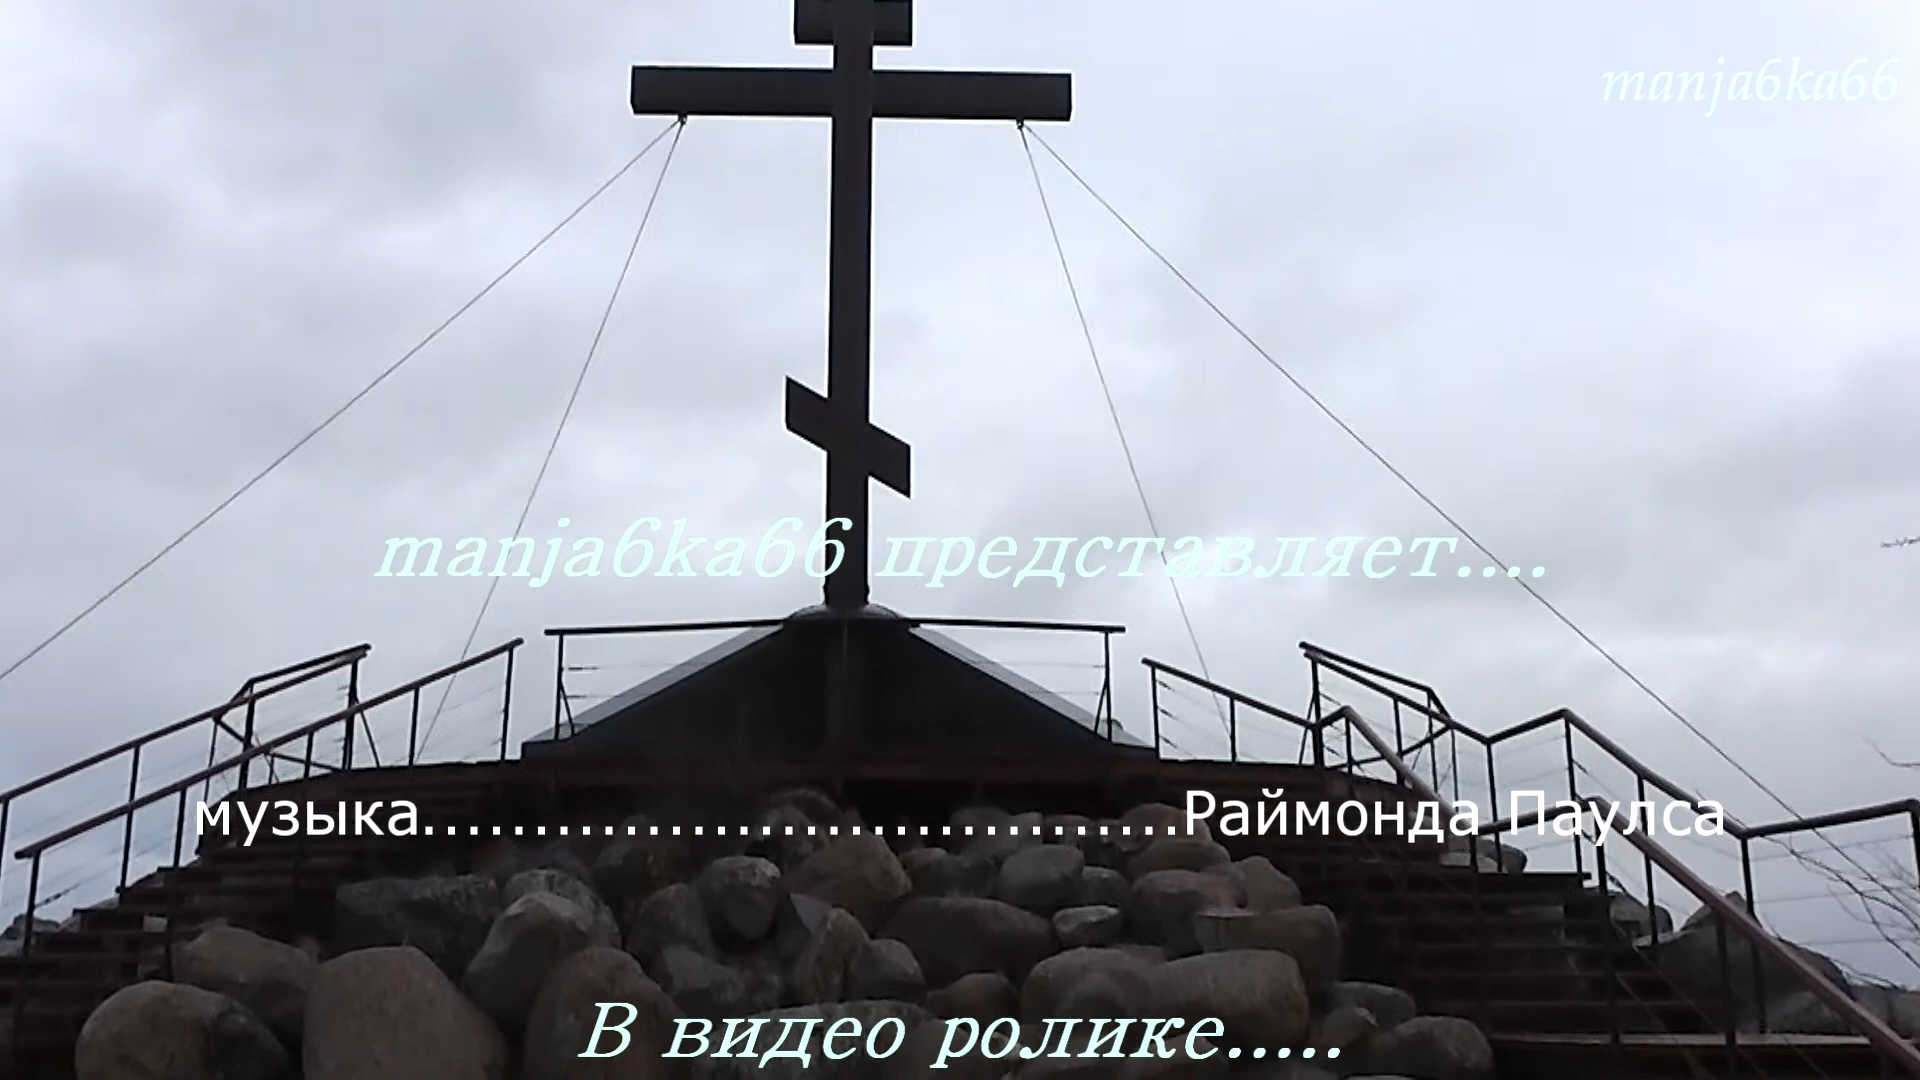 manja6ka66
manja6ka66 представляет....
музыка..................................Раймонда Паулса
В видео ролике.....